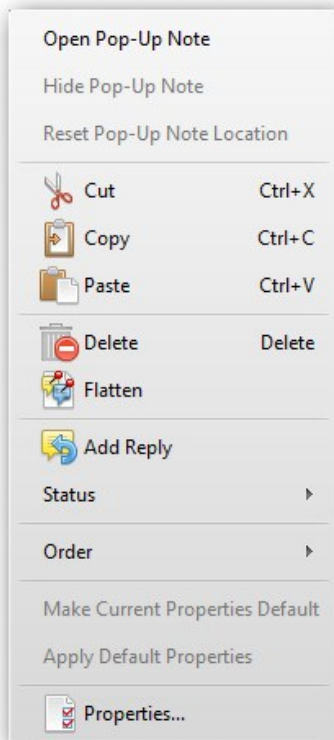 Open Pop-Up Note
Hide Pop-Up Note
Reset Pop-Up Note Location
Cut Ctrl+X
Copy Ctrl+C
Paste Ctrl+V
Delete Delete
Flatten
Add Reply
Status
Order
Make Current Properties Default
Apply Default Properties
Properties...